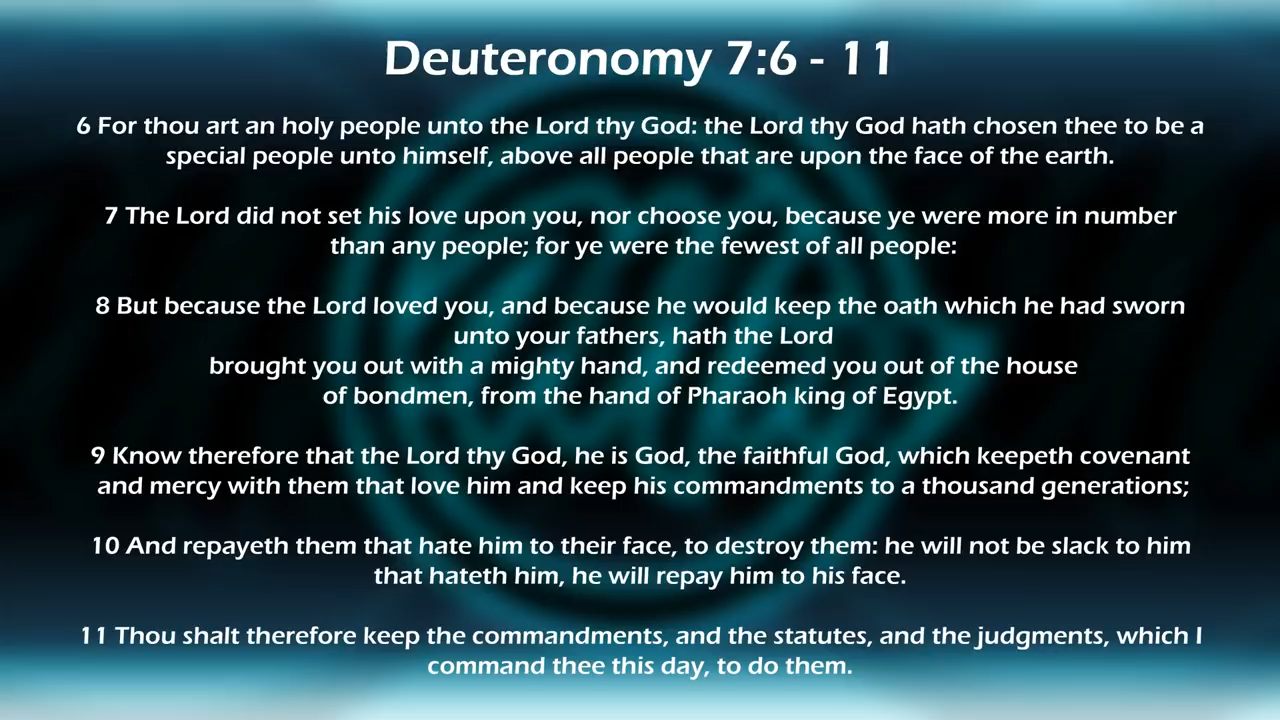 Deuteronomy 7:6 - 11
6 For thou art an holy people unto the Lord thy God: the Lord thy God hath chosen thee to be a
special people unto himself, above all people that are upon the face of the earth.
7 The Lord did not set his love upon you, nor choose you, because ye were more in number
than any people; for ye were the fewest of all people:
8 But because the Lord loved you, and because he would keep the oath which he had sworn
unto your fathers, hath the Lord
brought you out with a mighty hand, and redeemed you out of the house
of bondmen, from the hand of Pharaoh king of Egypt.
9 Know therefore that the Lord thy God, he is God, the faithful God, which keepeth covenant
and mercy with them that love him and keep his commandments to a thousand generations;
10 And repayeth them that hate him to their face, to destroy them: he will not be slack to him
that hateth him, he will repay him to his face.
11 Thou shalt therefore keep the commandments, and the statutes, and the judgments, which I
command thee this day, to do them.